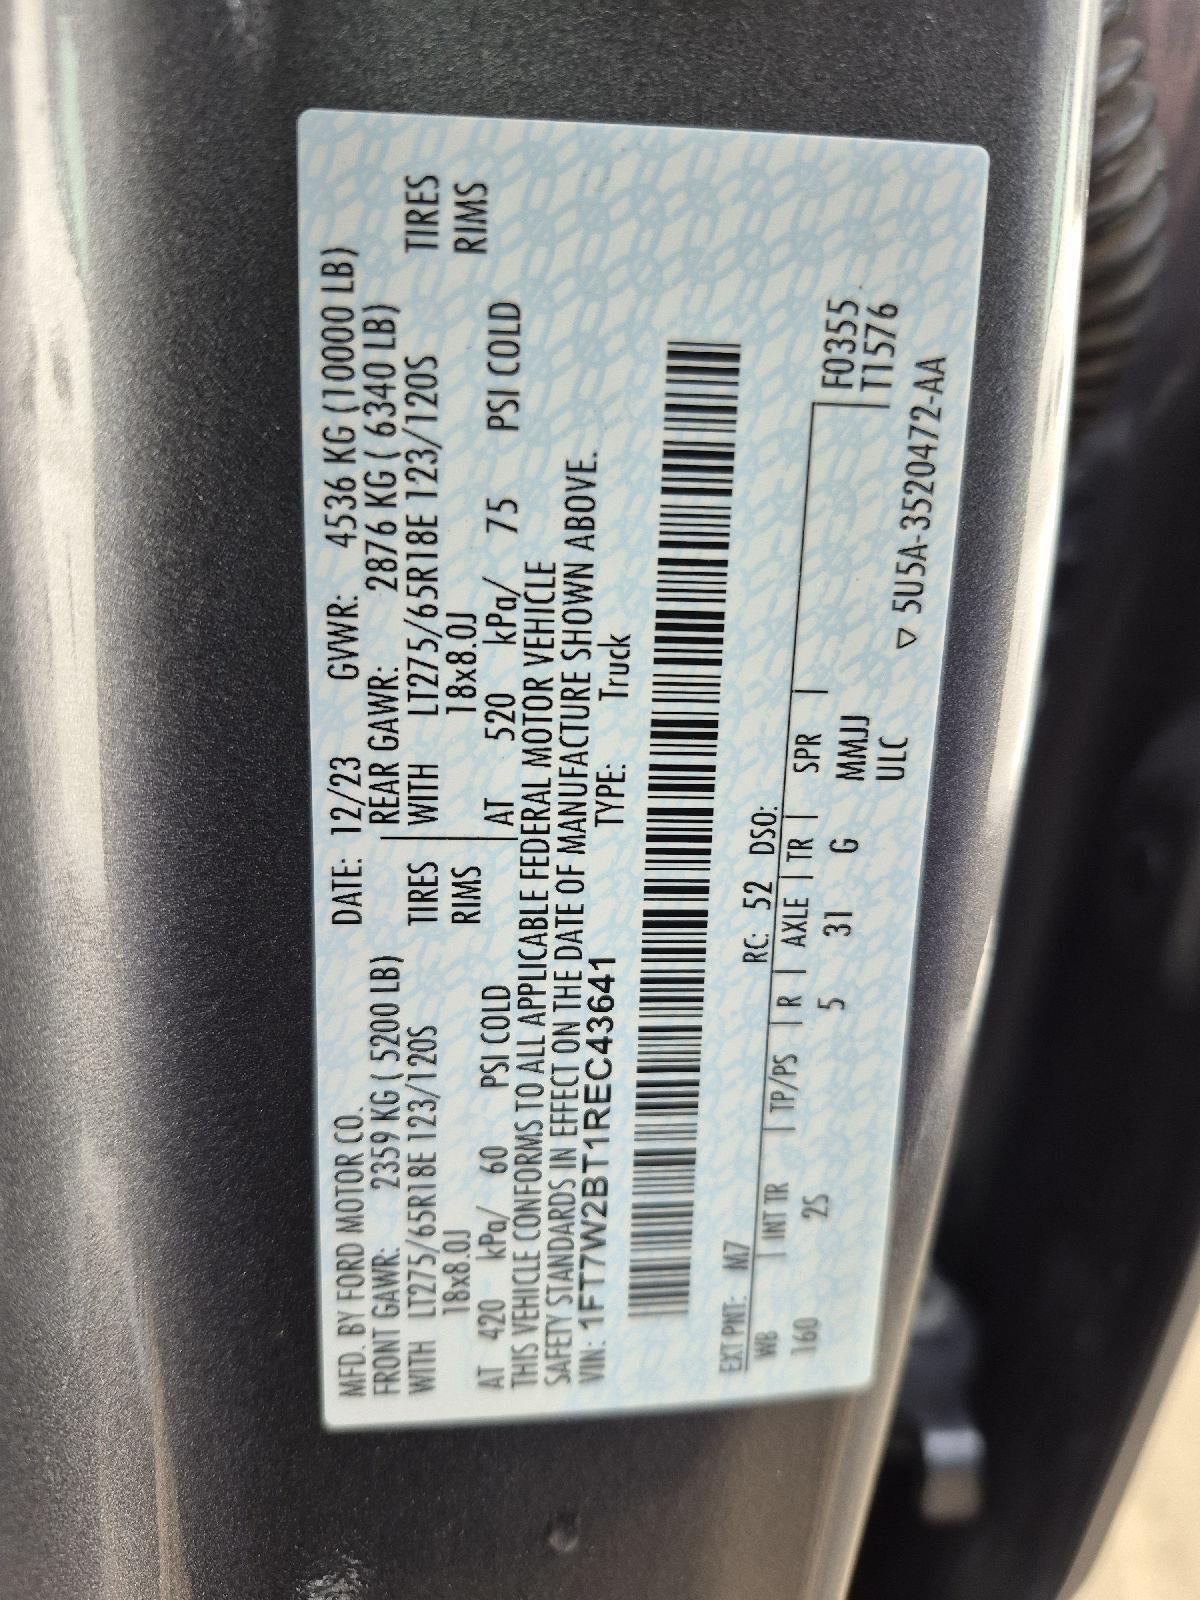 MFD. BY FORD MOTOR CO. DATE: 12/23 GVWR: 4536 KG (10000 LB)
FRONT GAWR: 2359 KG ( 5200 LB) REAR GAWR: 2876 KG ( 6340 LB)
WITH LT275/65R18E 123/120S TIRES WITH LT275/65R18E 123/120S TIRES
18x8.0J RIMS 18x8.0J RIMS
AT 420 kPa/ 60 PSI COLD AT 520 kPa/ 75 PSI COLD
THIS VEHICLE CONFORMS TO ALL APPLICABLE FEDERAL MOTOR VEHICLE
SAFETY STANDARDS IN EFFECT ON THE DATE OF MANUFACTURE SHOWN ABOVE.
VIN: 1FT7W2BT1REC43641 TYPE: Truck
EXT PNT: M7 RC: 52 DSO:
WB INT TR TP/PS R AXLE TR SPR F0355
160 2S 5 31 G MMJJ T1576
ULC
▽ 5U5A-3520472-AA